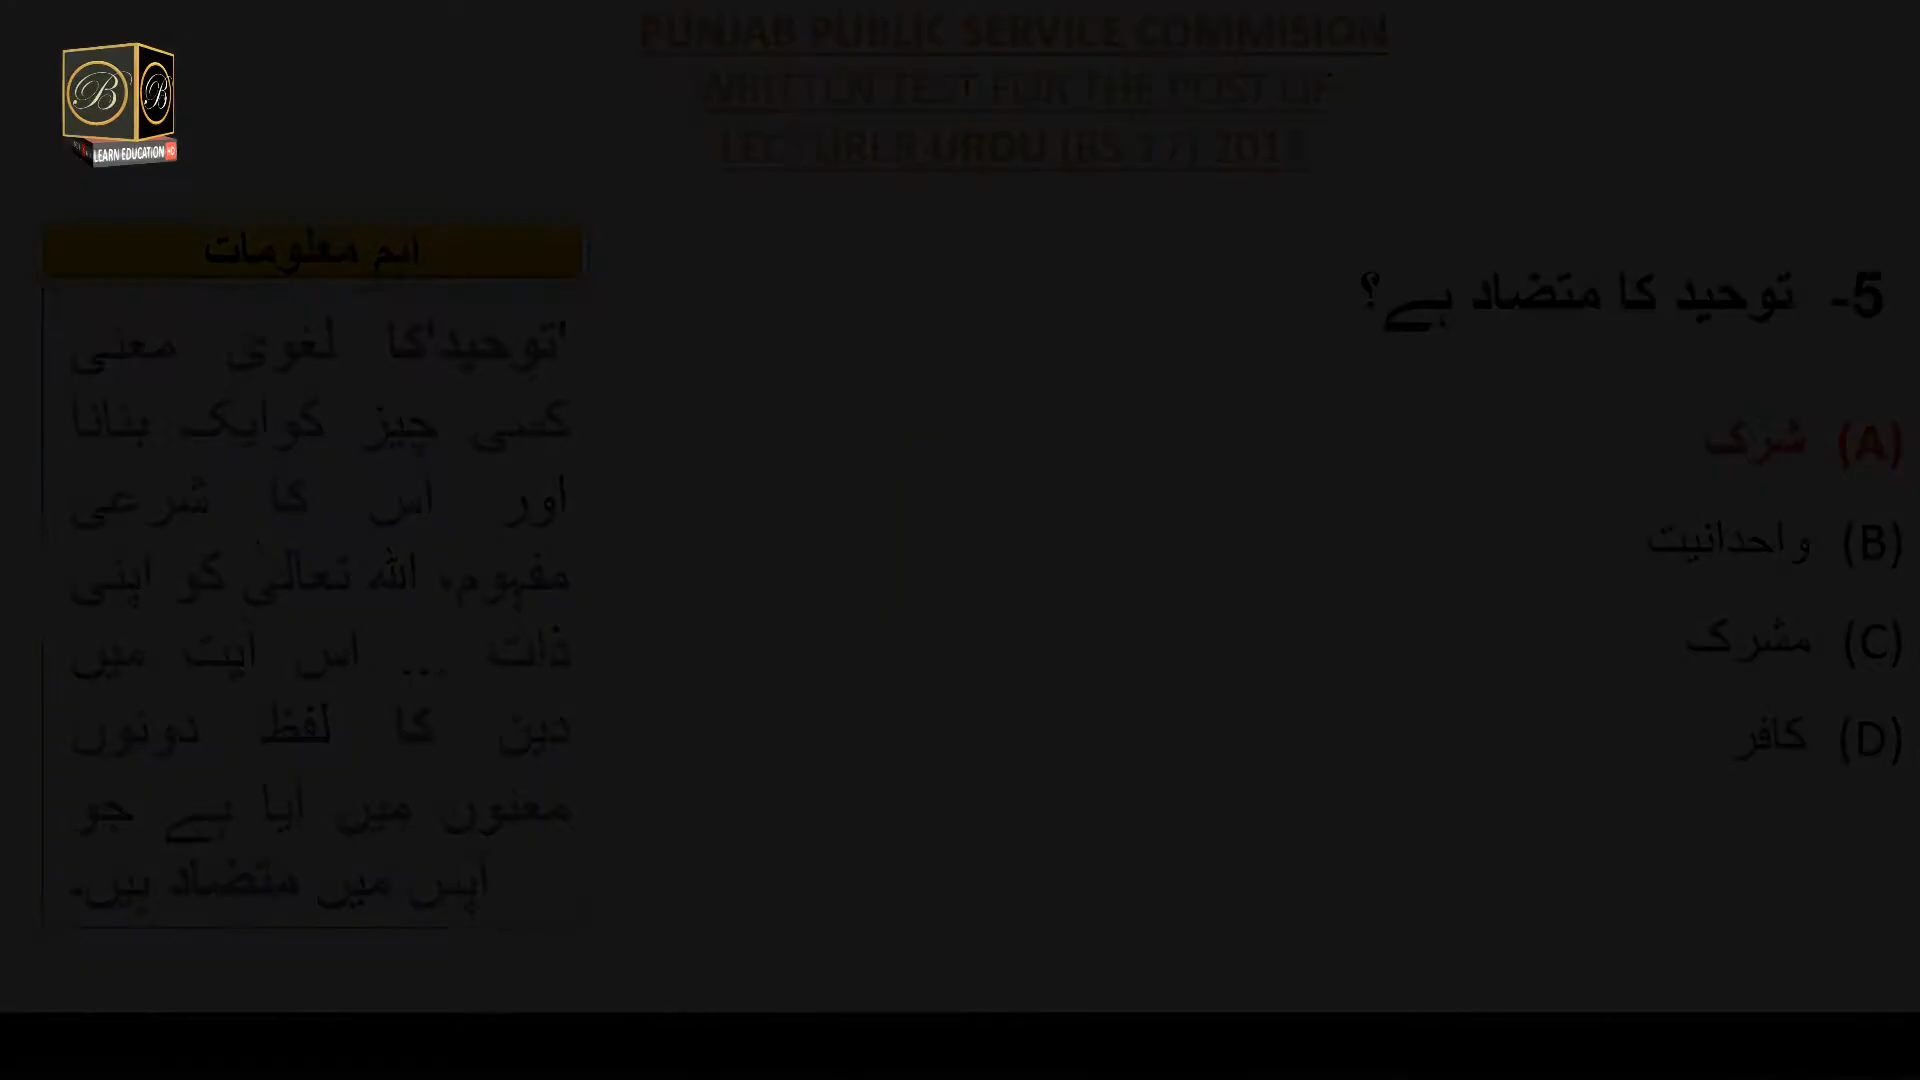 PUNJAB PUBLIC SERVICE COMMISION
WRITTEN TEST FOR THE POST OF
LECTURER URDU (BS 17) 201
LEARN EDUCATION HD
5- توحید کا متضاد ہے؟
(A) شرک
(B) واحدانیت
(C) مشرک
(D) کافر
اہم معلومات
'توحید'کا لغوی معنی
کسی چیز کوایک بنانا
اور اس کا شرعی
مفہوم، اللہ تعالیٰ کو اپنی
ذات ... اس آیت میں
دین کا لفظ دونوں
معنوں میں آیا ہے جو
آپس میں متضاد ہیں۔